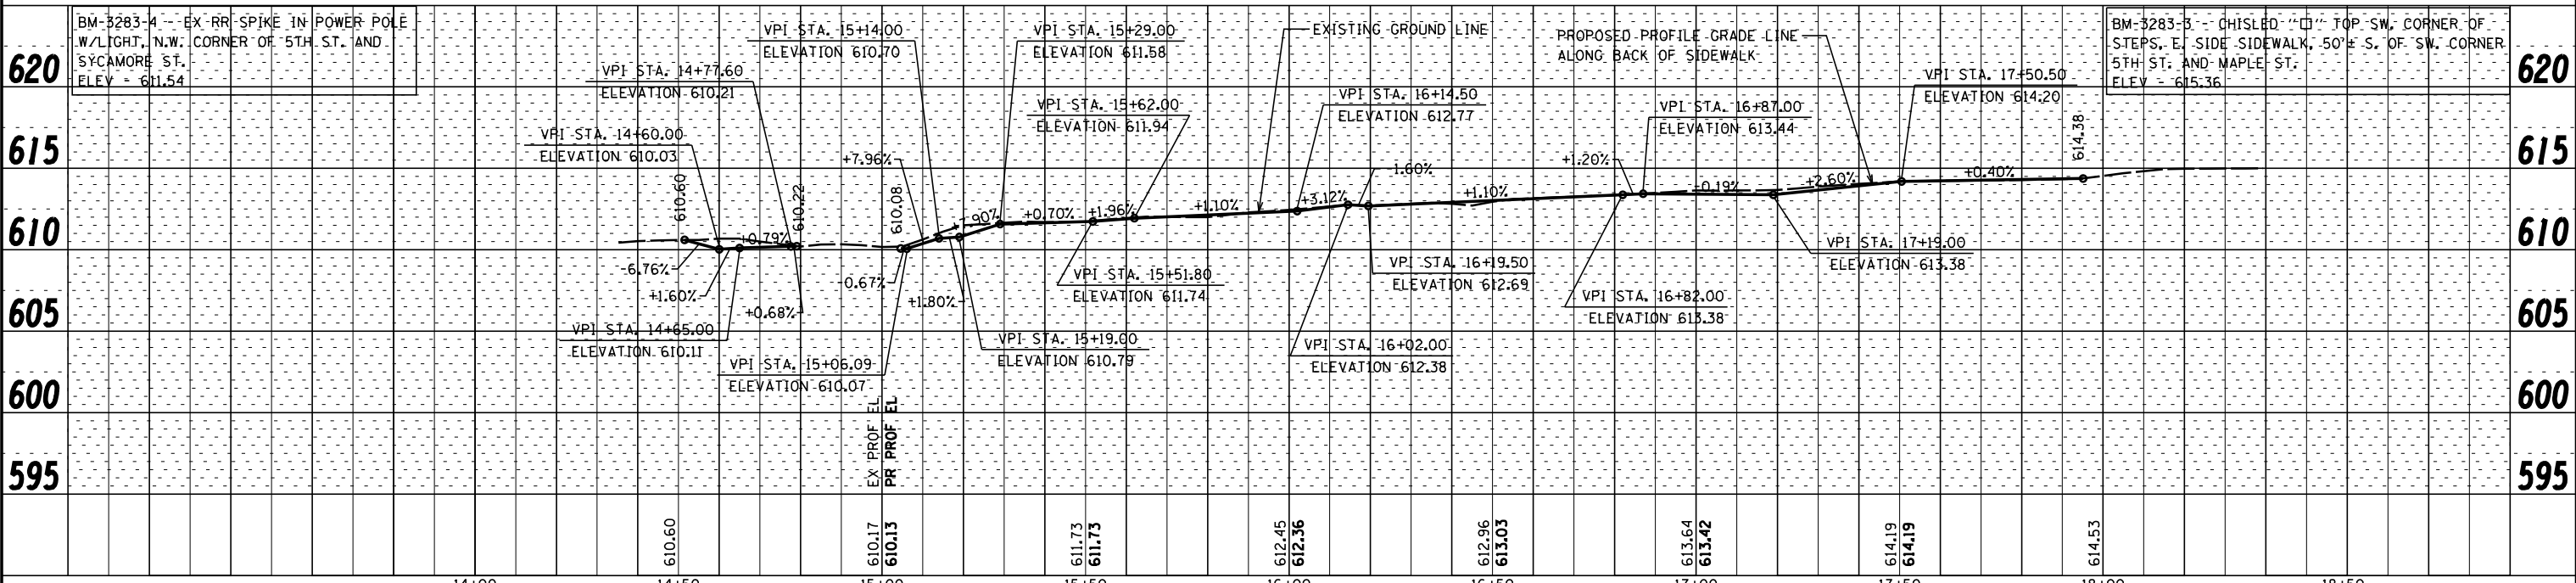 BM-3283-4 - EX RR SPIKE IN POWER POLE
W/LIGHT, N.W. CORNER OF 5TH ST. AND
SYCAMORE ST.
ELEV - 611.54
VPI STA. 14+60.00
ELEVATION 610.03
VPI STA. 14+77.60
ELEVATION 610.21
VPI STA. 15+14.00
ELEVATION 610.70
VPI STA. 15+29.00
ELEVATION 611.58
VPI STA. 15+62.00
ELEVATION 611.94
EXISTING GROUND LINE
VPI STA. 16+14.50
ELEVATION 612.77
PROPOSED PROFILE GRADE LINE
ALONG BACK OF SIDEWALK
VPI STA. 16+87.00
ELEVATION 613.44
VPI STA. 17+50.50
ELEVATION 614.20
BM-3283-3 - CHISLED "□" TOP SW. CORNER OF
STEPS, E. SIDE SIDEWALK, 50'± S. OF SW. CORNER
5TH ST. AND MAPLE ST.
ELEV - 615.36
620
615
610
605
600
595
620
615
610
605
600
595
610.60
610.22
610.08
614.38
-6.76%
+1.60%
+0.79%
+0.68%
-0.67%
+7.96%
+1.80%
+7.90%
+0.70%
+1.96%
+1.10%
+3.12%
-1.60%
+1.10%
+1.20%
-0.19%
+2.60%
+0.40%
VPI STA. 14+65.00
ELEVATION 610.11
VPI STA. 15+06.09
ELEVATION 610.07
VPI STA. 15+19.00
ELEVATION 610.79
VPI STA. 15+51.80
ELEVATION 611.74
VPI STA. 16+02.00
ELEVATION 612.38
VPI STA. 16+19.50
ELEVATION 612.69
VPI STA. 16+82.00
ELEVATION 613.38
VPI STA. 17+19.00
ELEVATION 613.38
EX PROF EL
PR PROF EL
610.60
610.17
610.13
611.73
611.73
612.45
612.36
612.96
613.03
613.64
613.42
614.19
614.19
614.53